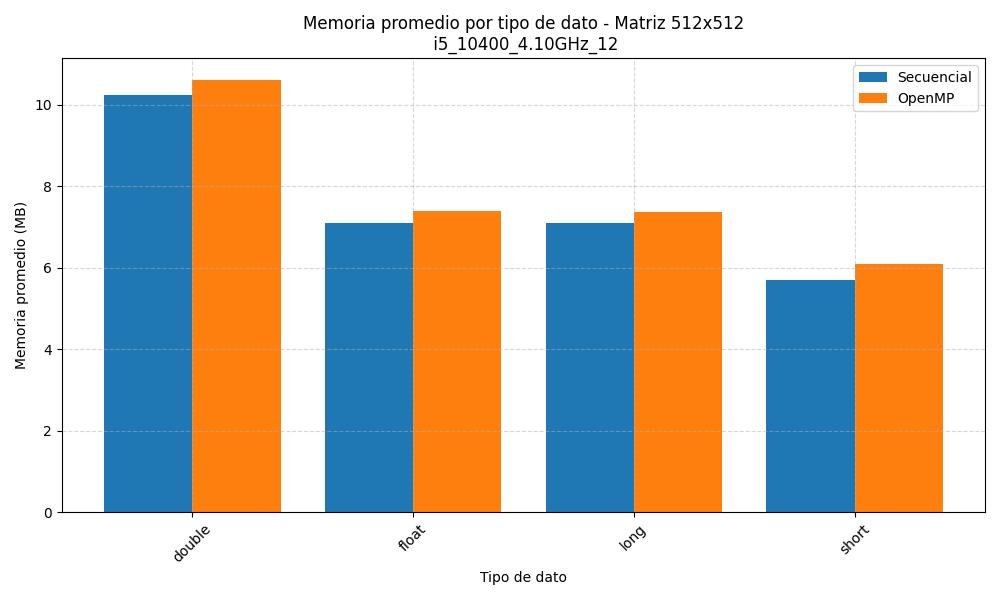 Memoria promedio por tipo de dato - Matriz 512x512
i5_10400_4.10GHz_12
Secuencial
OpenMP
Memoria promedio (MB)
10
8
6
4
2
0
double
float
long
short
Tipo de dato